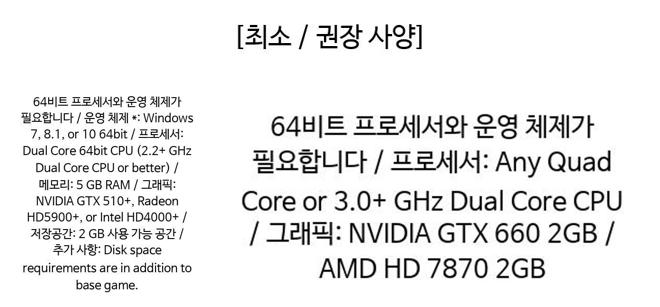 [최소 / 권장 사양]
64비트 프로세서와 운영 체제가
필요합니다 / 운영 체제 *: Windows
7, 8.1, or 10 64bit / 프로세서:
Dual Core 64bit CPU (2.2+ GHz
Dual Core CPU or better) /
메모리: 5 GB RAM / 그래픽:
NVIDIA GTX 510+, Radeon
HD5900+, or Intel HD4000+ /
저장공간: 2 GB 사용 가능 공간 /
추가 사항: Disk space
requirements are in addition to
base game.
64비트 프로세서와 운영 체제가
필요합니다 / 프로세서: Any Quad
Core or 3.0+ GHz Dual Core CPU
/ 그래픽: NVIDIA GTX 660 2GB /
AMD HD 7870 2GB